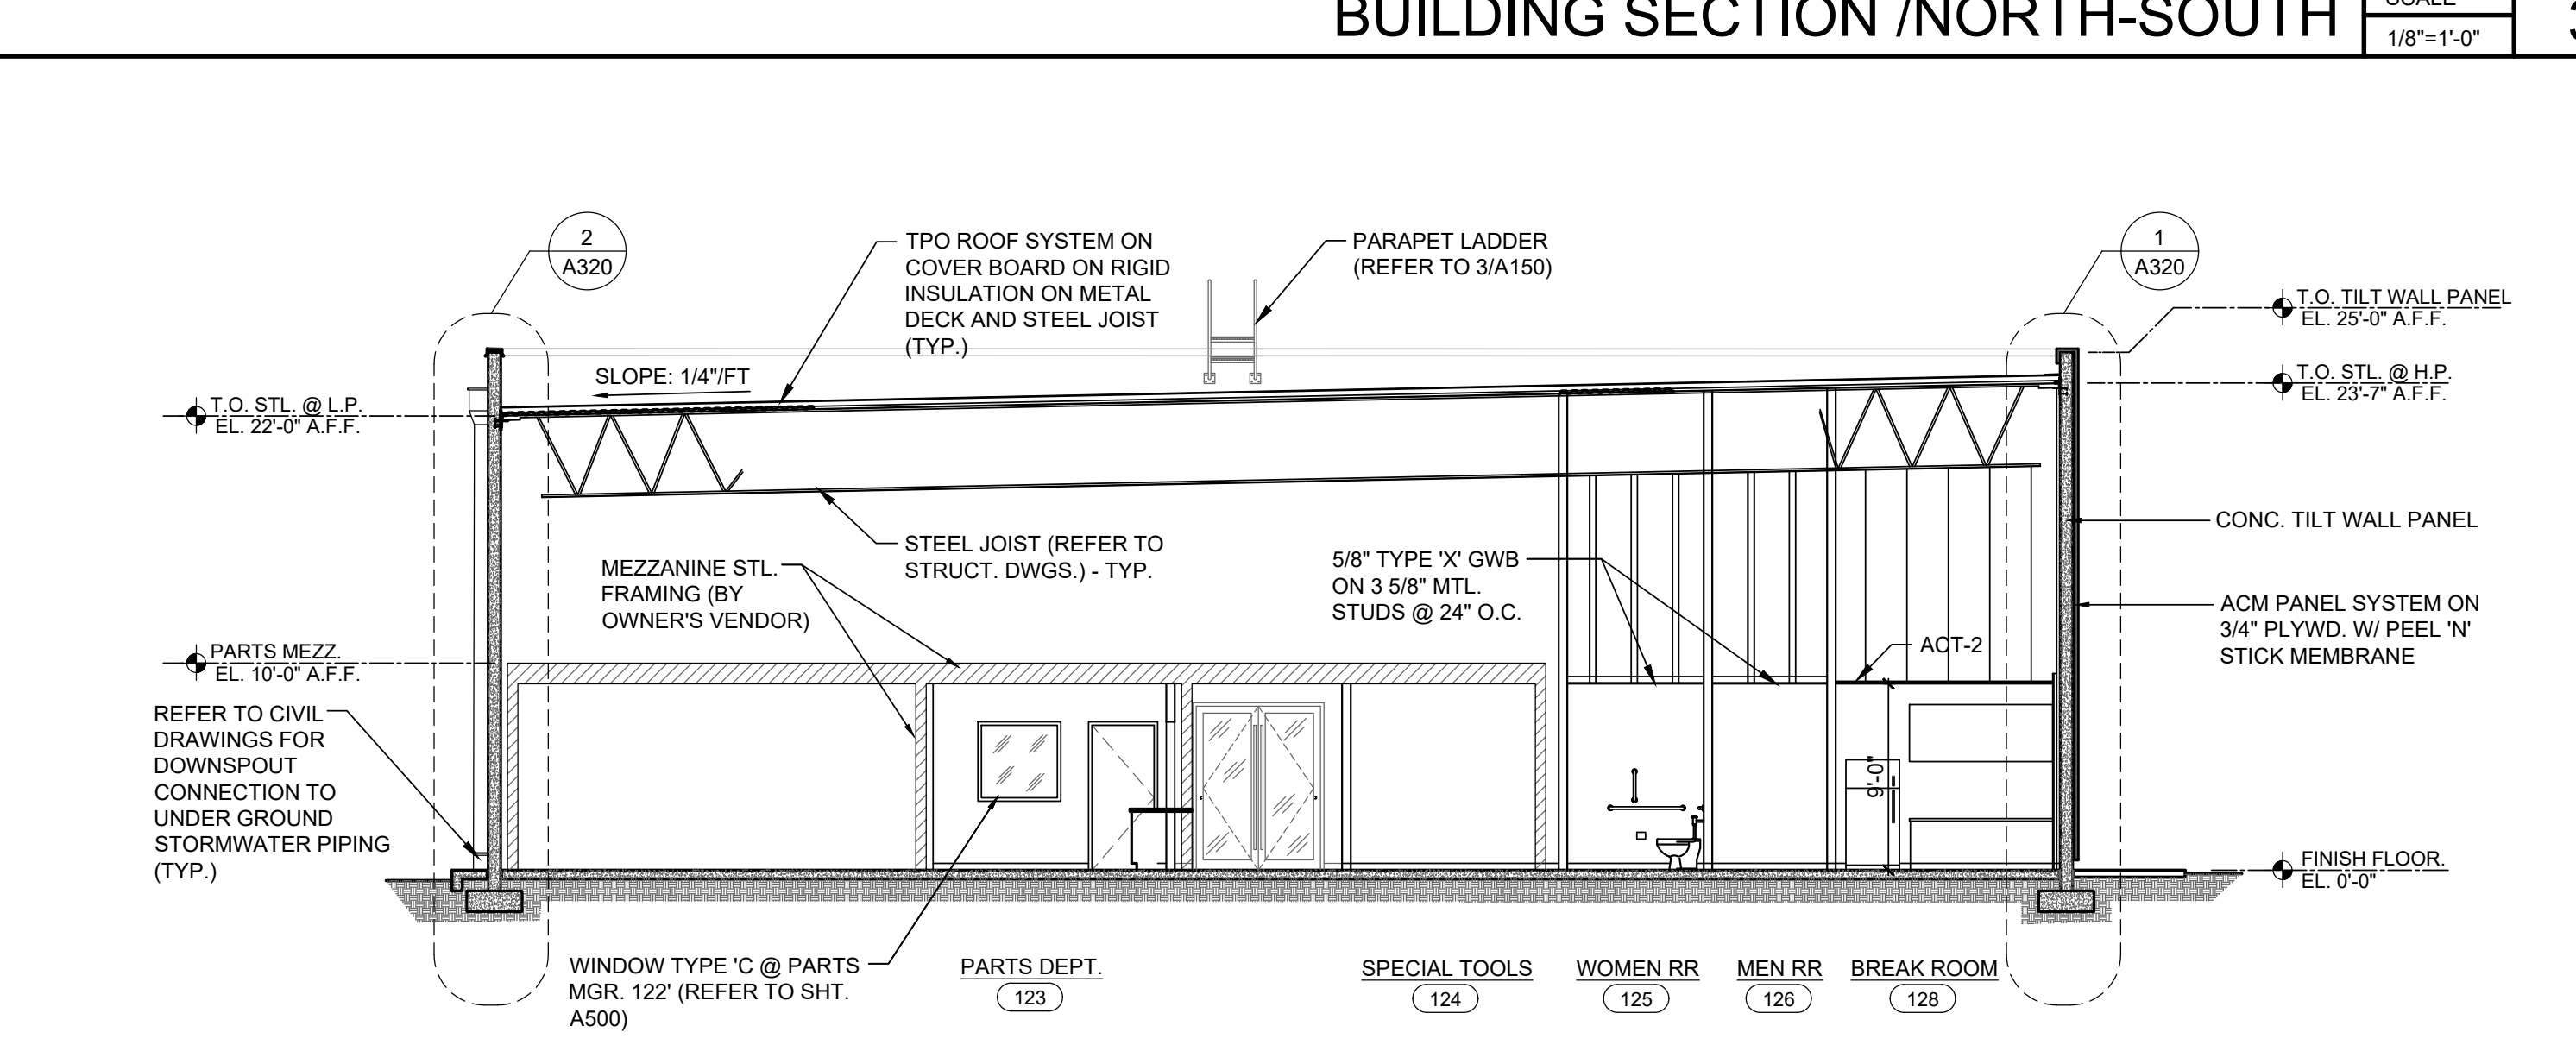 BUILDING SECTION /NORTH-SOUTH
SCALE
1/8"=1'-0"
2
A320
TPO ROOF SYSTEM ON
COVER BOARD ON RIGID
INSULATION ON METAL
DECK AND STEEL JOIST
(TYP.)
PARAPET LADDER
(REFER TO 3/A150)
1
A320
T.O. TILT WALL PANEL
EL. 25'-0" A.F.F.
SLOPE: 1/4"/FT
T.O. STL. @ H.P.
EL. 23'-7" A.F.F.
T.O. STL. @ L.P.
EL. 22'-0" A.F.F.
CONC. TILT WALL PANEL
STEEL JOIST (REFER TO
STRUCT. DWGS.) - TYP.
MEZZANINE STL.
FRAMING (BY
OWNER'S VENDOR)
5/8" TYPE 'X' GWB
ON 3 5/8" MTL.
STUDS @ 24" O.C.
ACM PANEL SYSTEM ON
3/4" PLYWD. W/ PEEL 'N'
STICK MEMBRANE
ACT-2
PARTS MEZZ.
EL. 10'-0" A.F.F.
REFER TO CIVIL
DRAWINGS FOR
DOWNSPOUT
CONNECTION TO
UNDER GROUND
STORMWATER PIPING
(TYP.)
9'-0"
FINISH FLOOR.
EL. 0'-0"
WINDOW TYPE 'C @ PARTS
MGR. 122' (REFER TO SHT.
A500)
PARTS DEPT.
123
SPECIAL TOOLS
124
WOMEN RR
125
MEN RR
126
BREAK ROOM
128